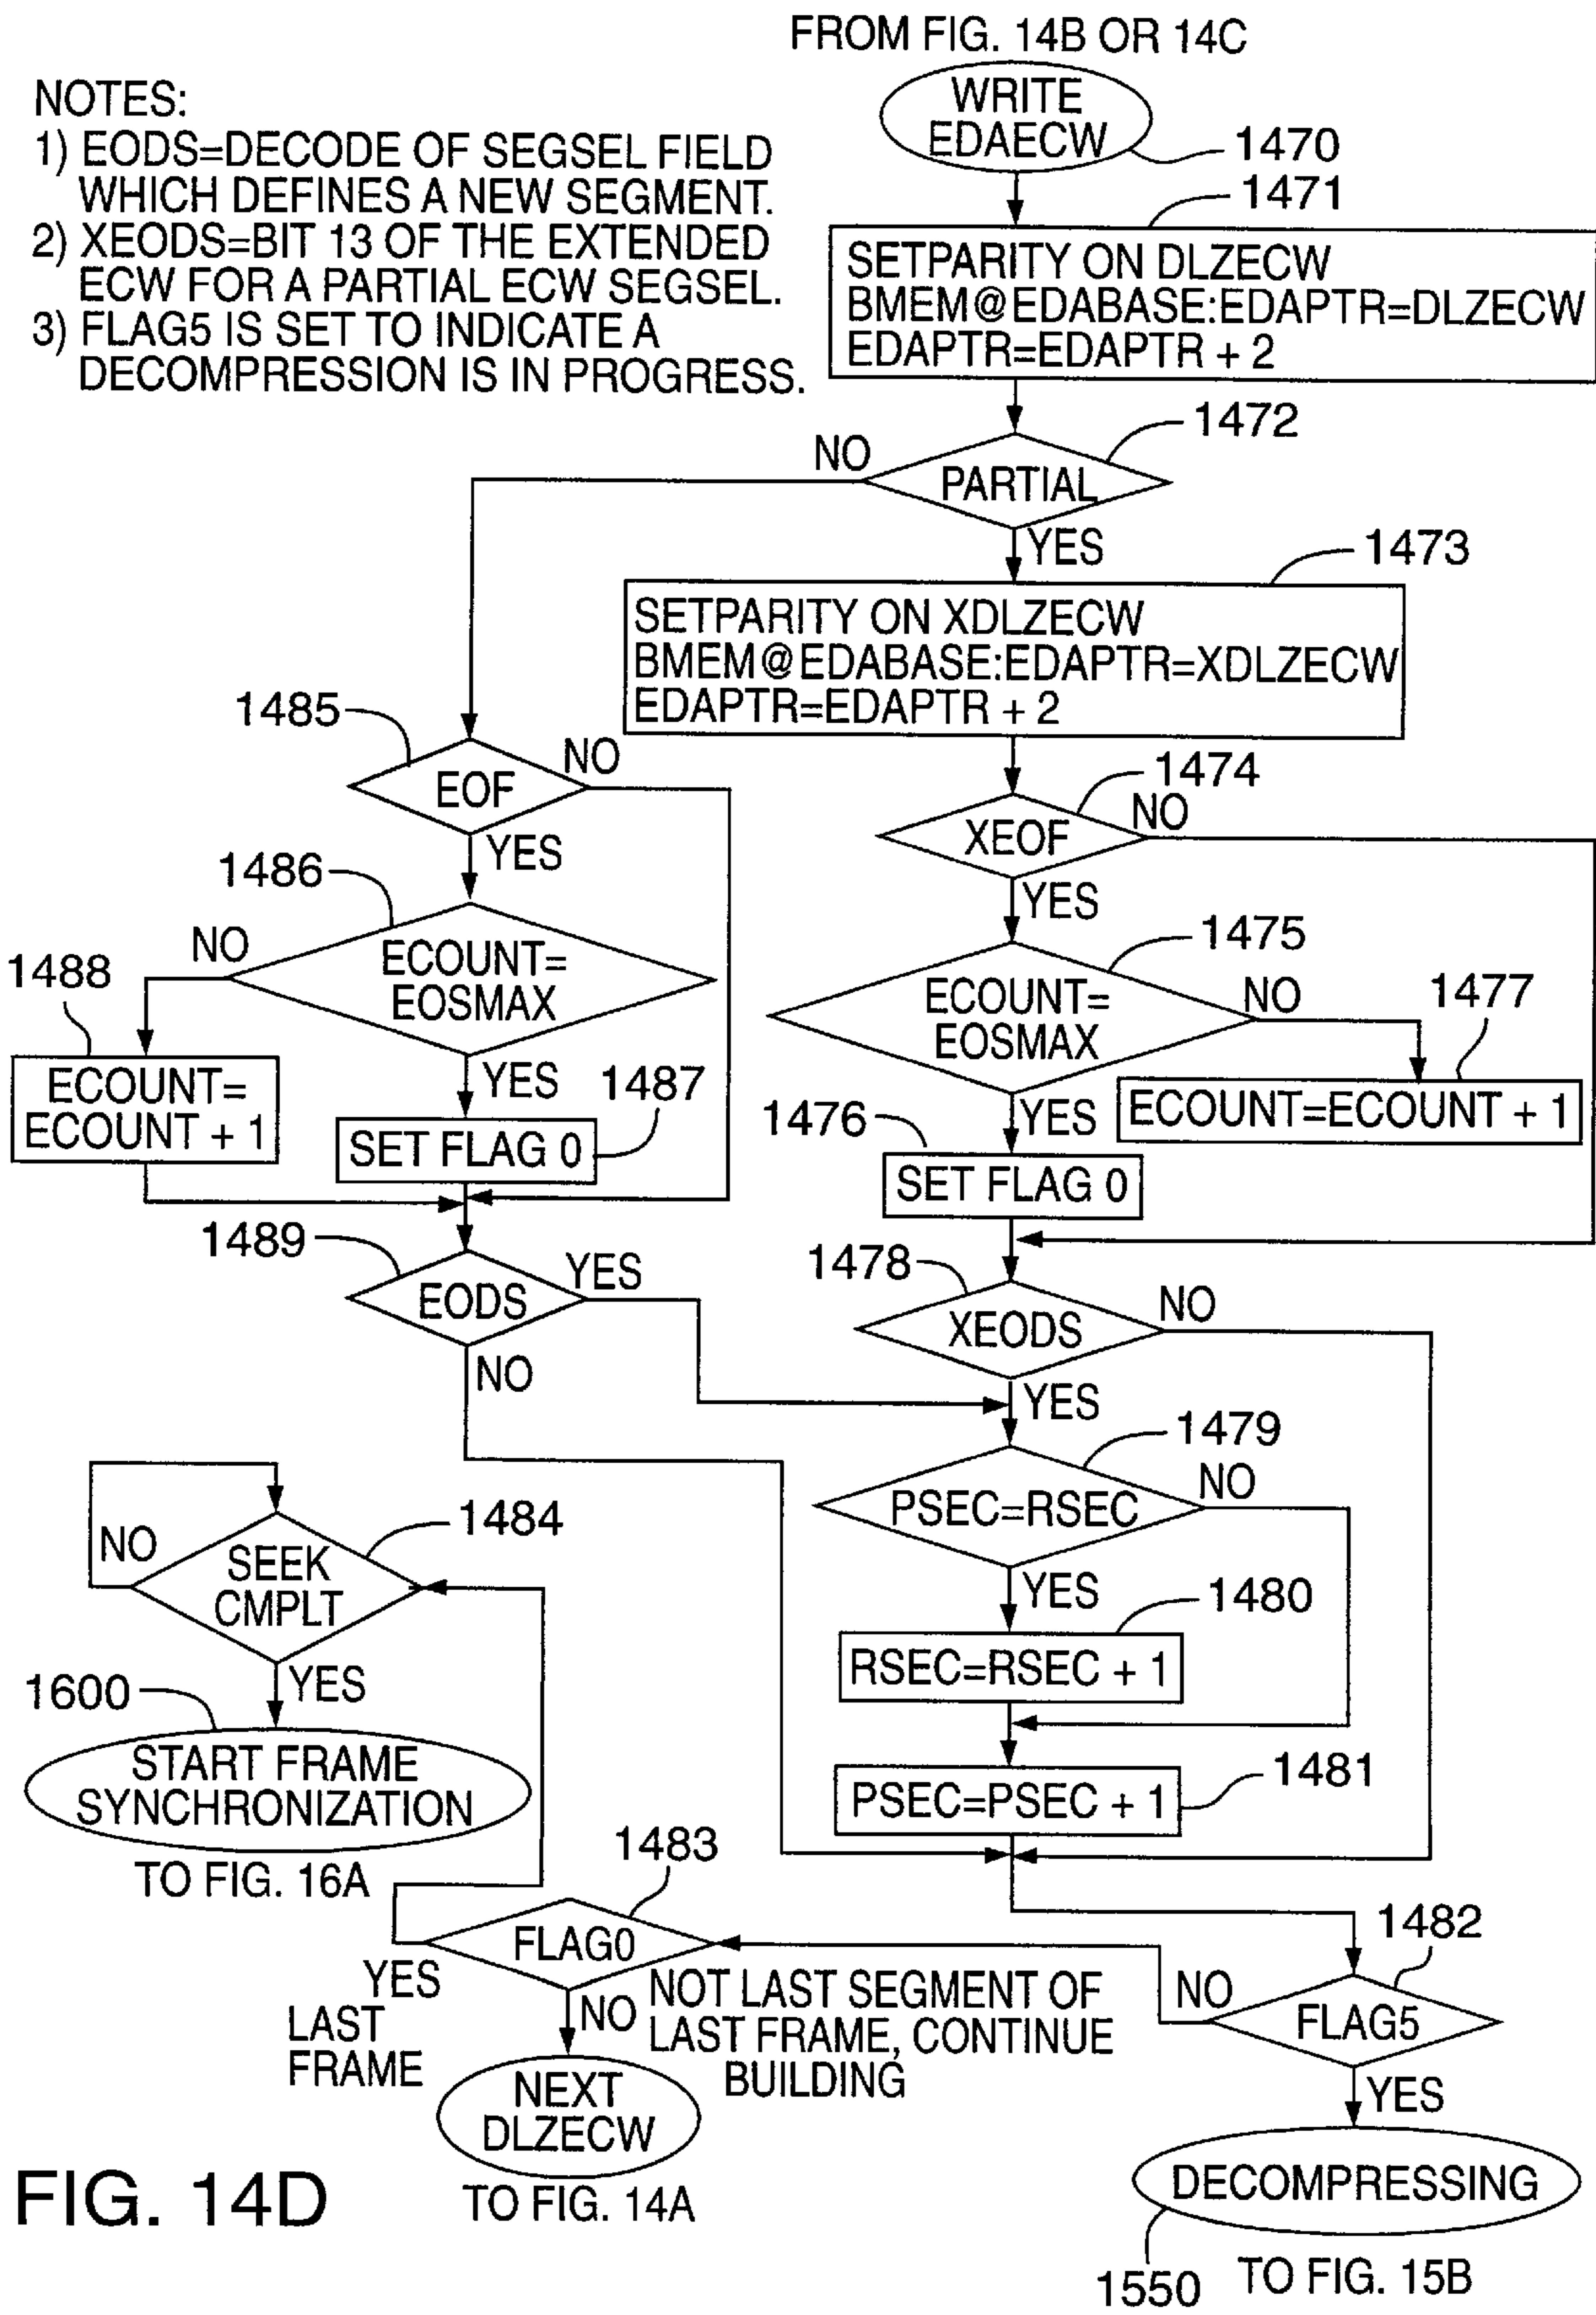 FROM FIG. 14B OR 14C
NOTES:
1) EODS=DECODE OF SEGSEL FIELD
WHICH DEFINES A NEW SEGMENT.
2) XEODS=BIT 13 OF THE EXTENDED
ECW FOR A PARTIAL ECW SEGSEL.
3) FLAG5 IS SET TO INDICATE A
DECOMPRESSION IS IN PROGRESS.
WRITE
EDAECW
1470
1471
SETPARITY ON DLZECW
BMEM@EDABASE:EDAPTR=DLZECW
EDAPTR=EDAPTR + 2
1472
NO
PARTIAL
YES
1473
SETPARITY ON XDLZECW
BMEM@EDABASE:EDAPTR=XDLZECW
EDAPTR=EDAPTR + 2
1485
EOF
NO
YES
1474
XEOF
NO
YES
1486
NO
ECOUNT=
EOSMAX
YES
1475
ECOUNT=
EOSMAX
NO
YES
1477
ECOUNT=ECOUNT + 1
1488
ECOUNT=
ECOUNT + 1
1487
SET FLAG 0
1476
SET FLAG 0
1489
EODS
YES
NO
1478
XEODS
NO
YES
1479
PSEC=RSEC
NO
YES
1480
RSEC=RSEC + 1
1481
PSEC=PSEC + 1
1484
NO
SEEK
CMPLT
YES
1600
START FRAME
SYNCHRONIZATION
TO FIG. 16A
1483
FLAG0
YES
LAST
FRAME
NO
NOT LAST SEGMENT OF
LAST FRAME, CONTINUE
BUILDING
1482
NO
FLAG5
YES
NEXT
DLZECW
TO FIG. 14A
DECOMPRESSING
1550
TO FIG. 15B
FIG. 14D